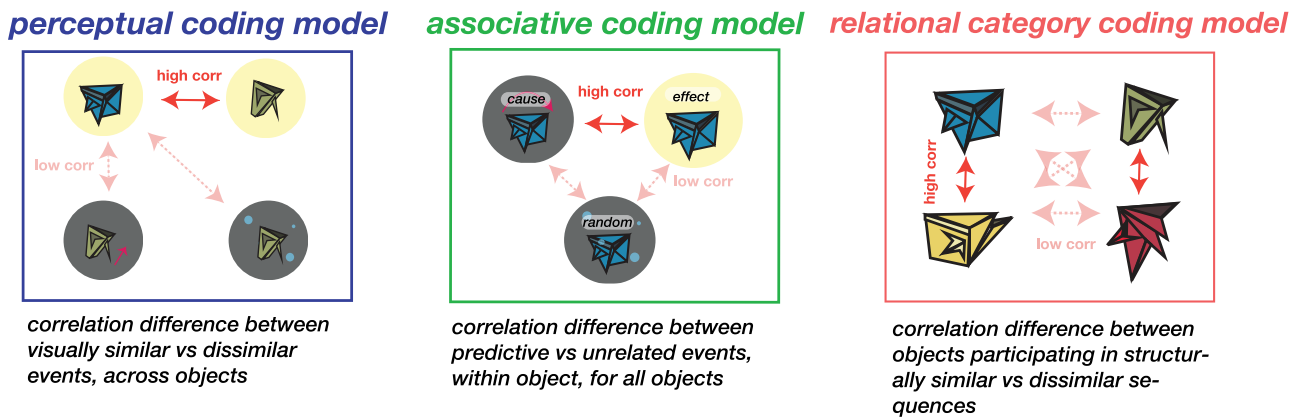 perceptual coding model
high corr
low corr
correlation difference between
visually similar vs dissimilar
events, across objects
associative coding model
cause
high corr
effect
low corr
random
correlation difference between
predictive vs unrelated events,
within object, for all objects
relational category coding model
high corr
low corr
correlation difference between
objects participating in structur-
ally similar vs dissimilar se-
quences